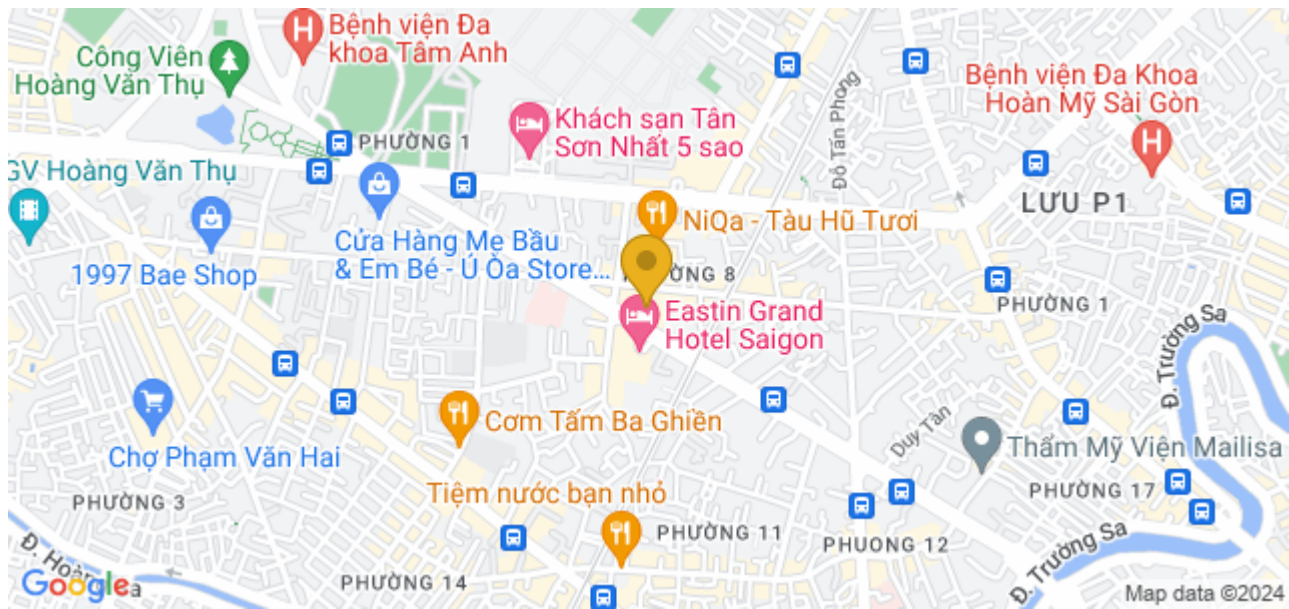 Bệnh viện Đa
khoa Tâm Anh
Công Viên
Hoàng Văn Thụ
Bệnh viện Đa Khoa
Hoàn Mỹ Sài Gòn
Khách sạn Tân
Sơn Nhất 5 sao
Đỗ Tấn Phong
PHƯỜNG 1
GV Hoàng Văn Thụ
LƯU P1
NiQa - Tàu Hũ Tươi
Cửa Hàng Mẹ Bầu
& Em Bé - Ú Òa Store...
1997 Bae Shop
ƯỜNG 8
PHƯỜNG 1
Eastin Grand
Hotel Saigon
Đ. Trường Sa
Cơm Tấm Ba Ghiền
Duy Tân
Thẩm Mỹ Viện Mailisa
Chợ Phạm Văn Hai
Tiệm nước bạn nhỏ
PHƯỜNG 17
PHƯỜNG 3
PHƯỜNG 11
PHUONG 12
Đ. Trường Sa
PHƯỜNG 14
Google
Map data ©2024